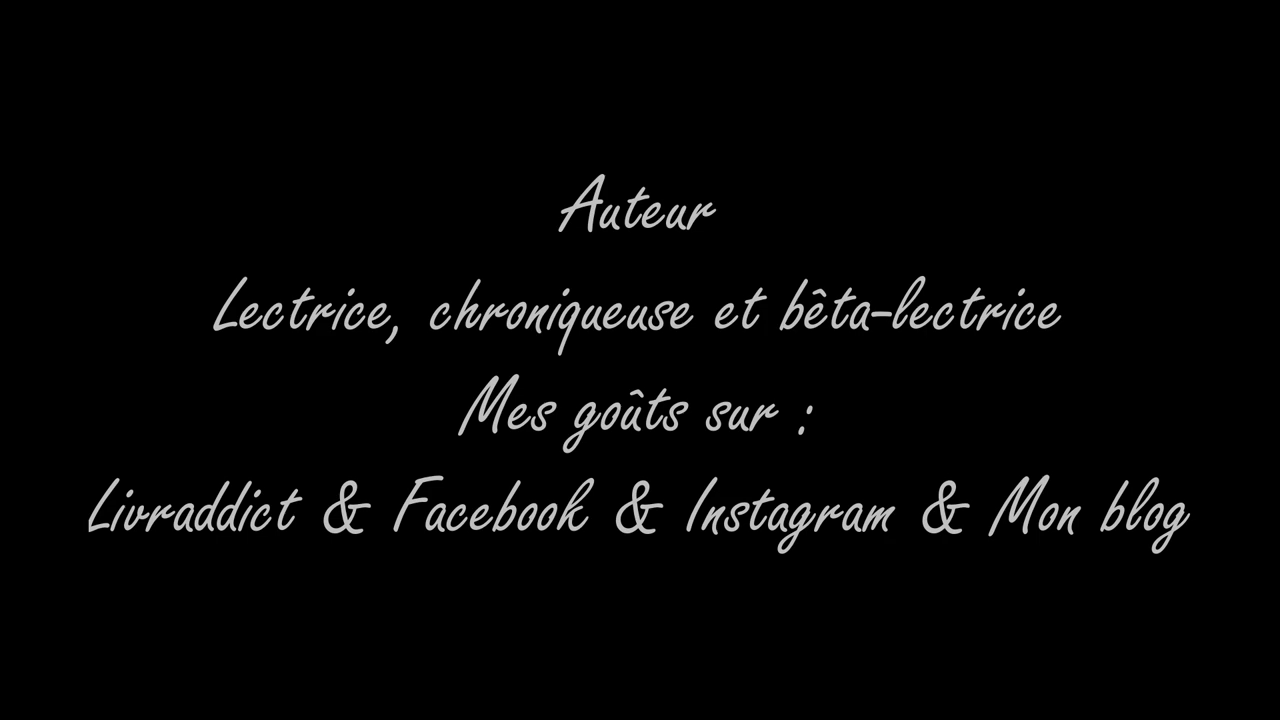 Auteur
Lectrice, chroniqueuse et bêta-lectrice
Mes goûts sur :
Livraddict & Facebook & Instagram & Mon blog